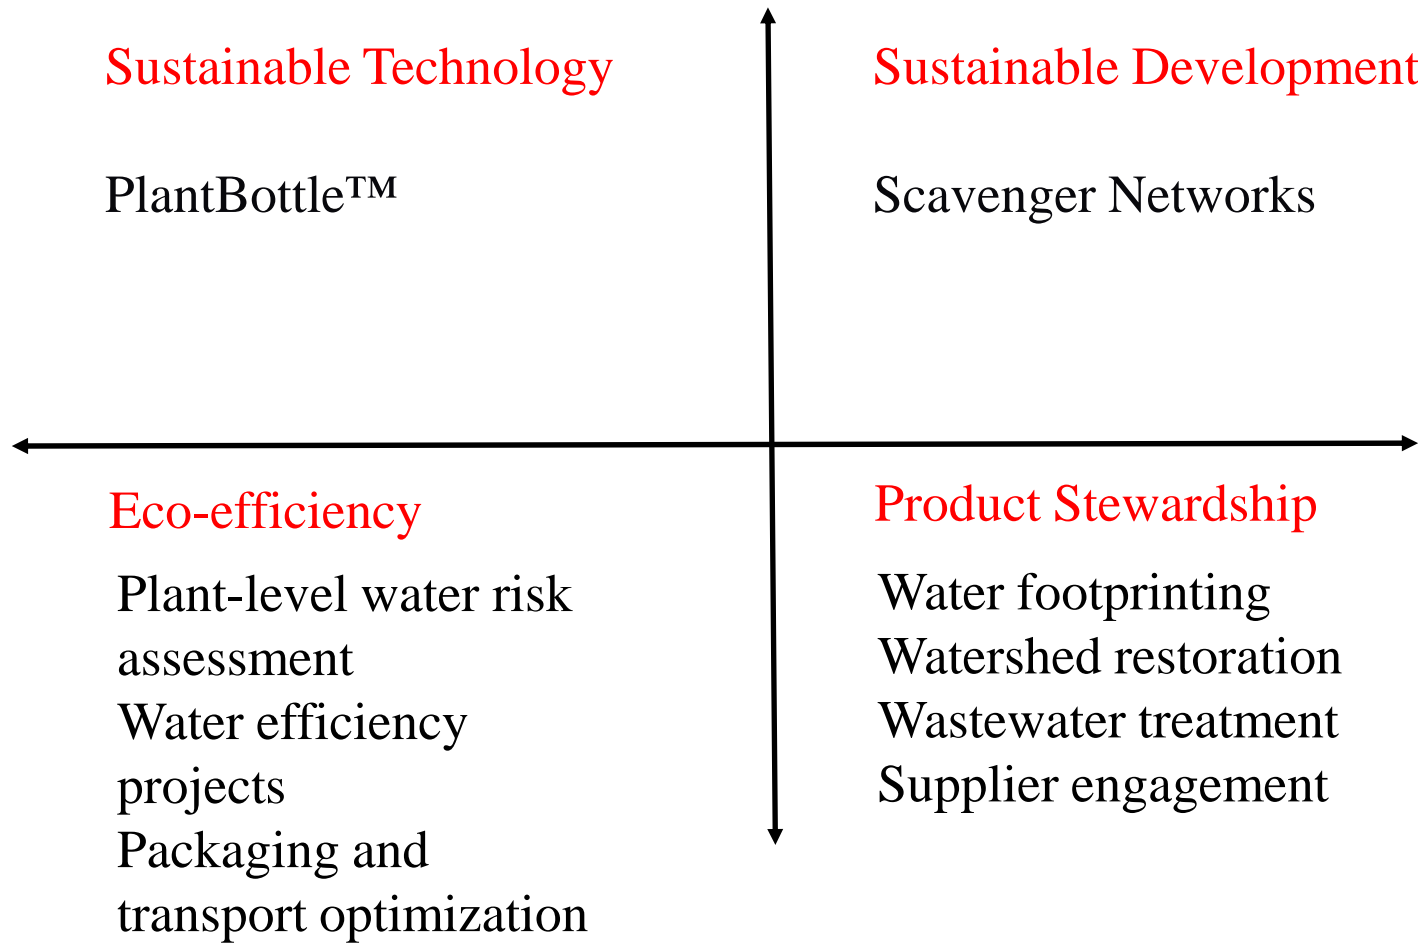 Sustainable Technology
PlantBottle™
Sustainable Development
Scavenger Networks
Eco-efficiency
Plant-level water risk
assessment
Water efficiency
projects
Packaging and
transport optimization
Product Stewardship
Water footprinting
Watershed restoration
Wastewater treatment
Supplier engagement